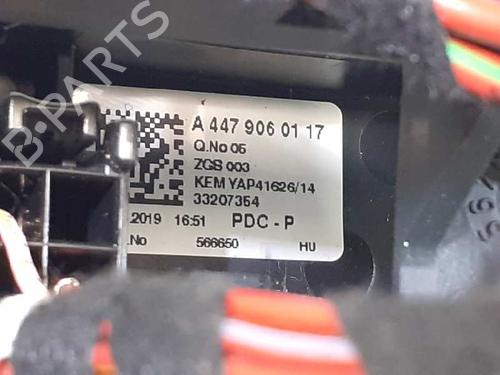 B-PARTS
A 447 906 01 17
Q.No 05
ZGS 003
KEM YAP41626/14
33207354
.2019 16:51 PDC - P
.No 566650 HU